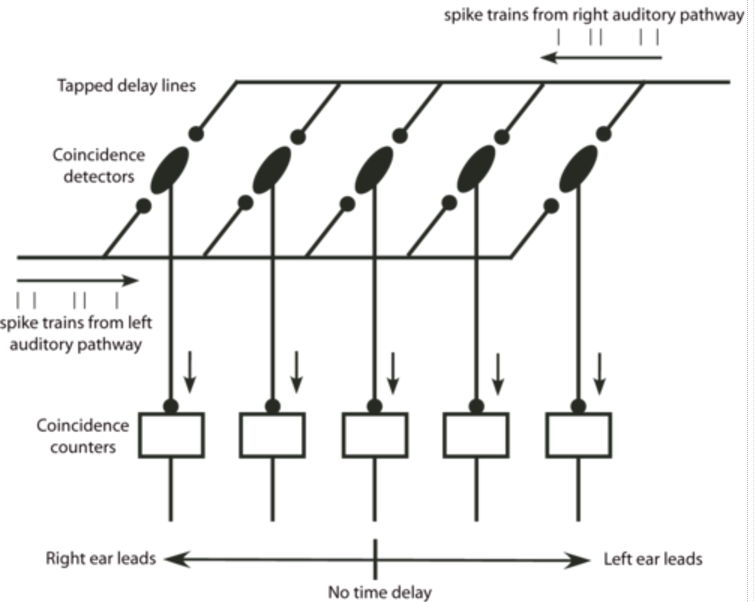 spike trains from right auditory pathway
Tapped delay lines
Coincidence
detectors
spike trains from left
auditory pathway
Coincidence
counters
Right ear leads
Left ear leads
No time delay